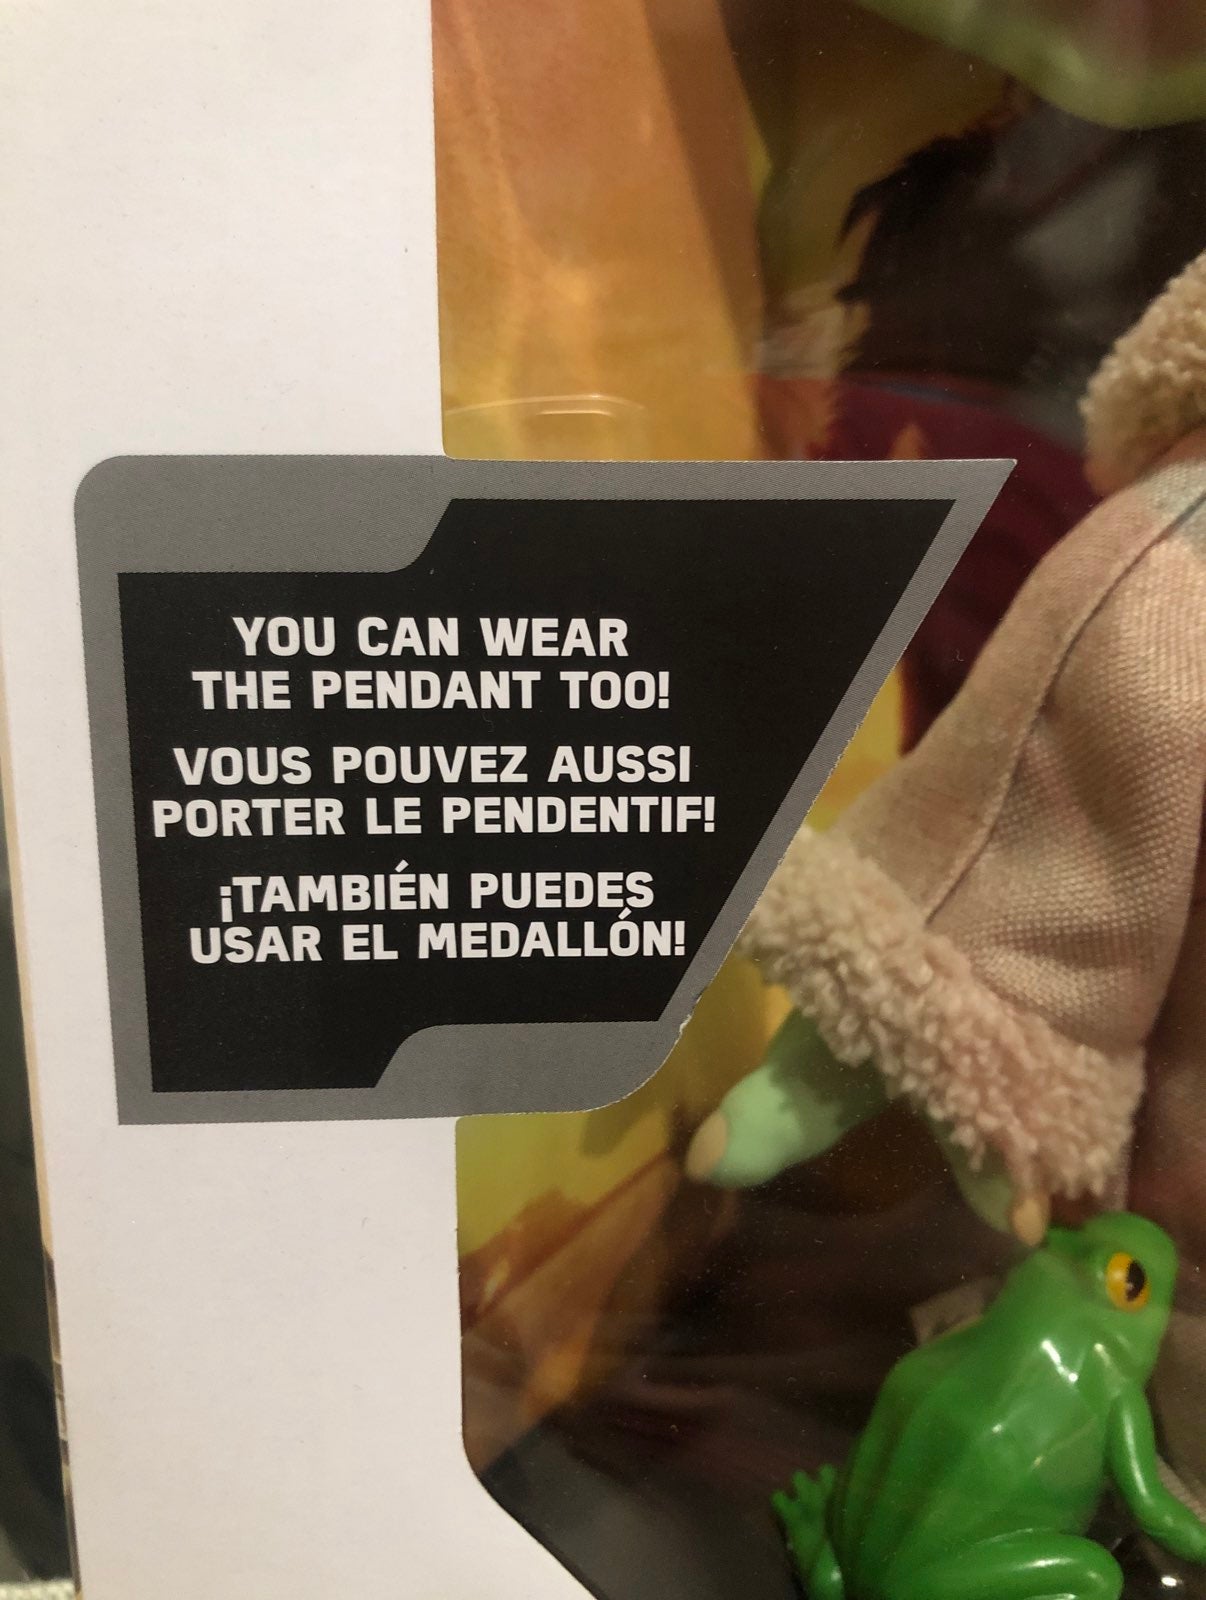 YOU CAN WEAR
THE PENDANT TOO!
VOUS POUVEZ AUSSI
PORTER LE PENDENTIF!
¡TAMBIÉN PUEDES
USAR EL MEDALLÓN!